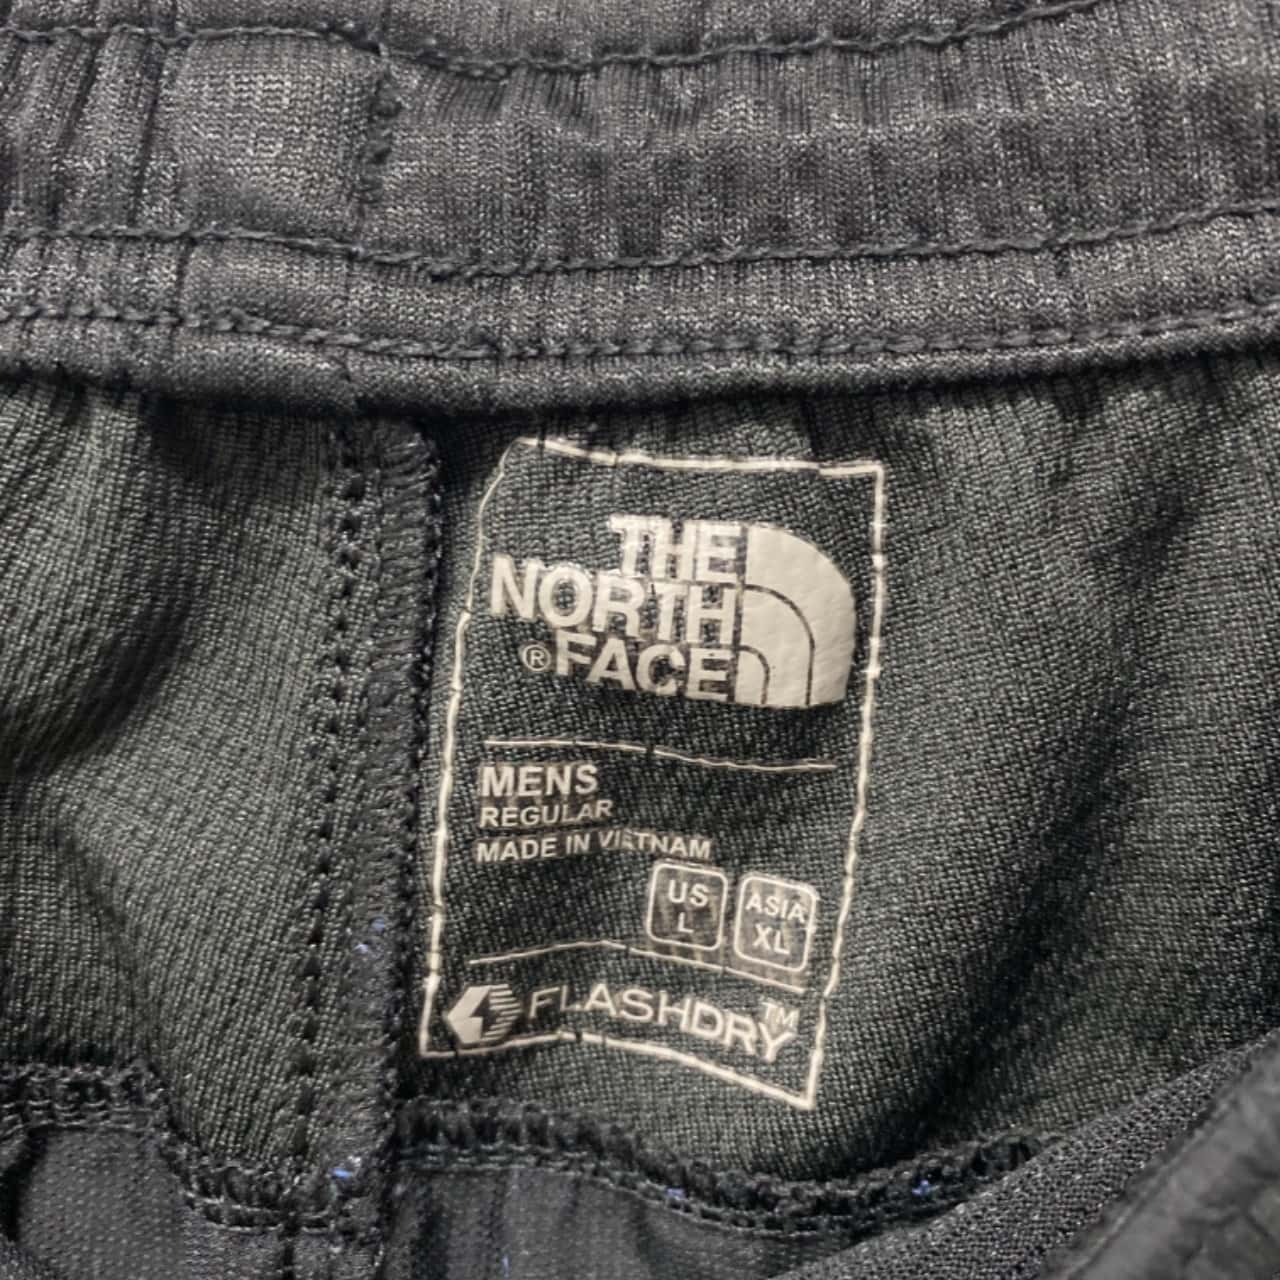 THE
NORTH
®FACE
MENS
REGULAR
MADE IN VIETNAM
US ASIA
L XL
FLASHDRY™